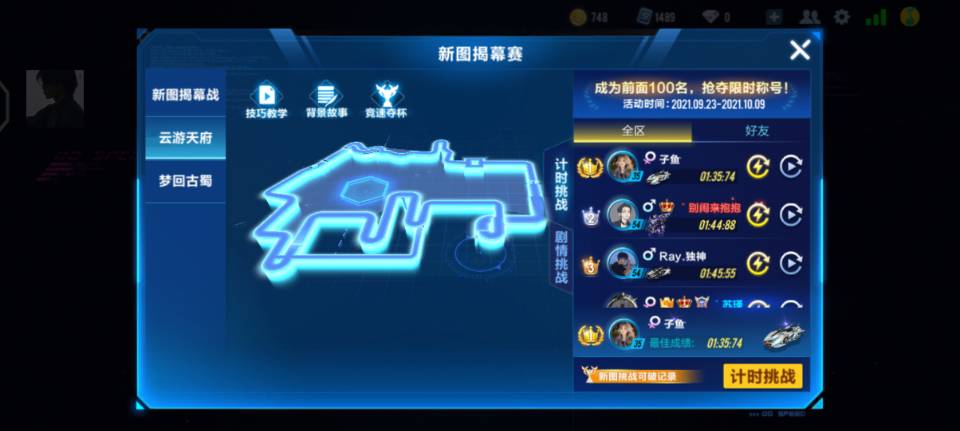 748 1489 0
新图揭幕赛
新图揭幕战
云游天府
梦回古蜀
技巧教学 背景故事 竞速夺杯
计时挑战
剧情挑战
成为前面100名，抢夺限时称号！
活动时间：2021.09.23-2021.10.09
全区 好友
1 35 子鱼
01:35:74
2 54 别闹来抱抱
01:44:88
3 54 Ray.独神
01:45:55
苏瑾
1 35 子鱼
最佳成绩： 01:35:74
新图挑战可破记录
计时挑战
QQ SPEED